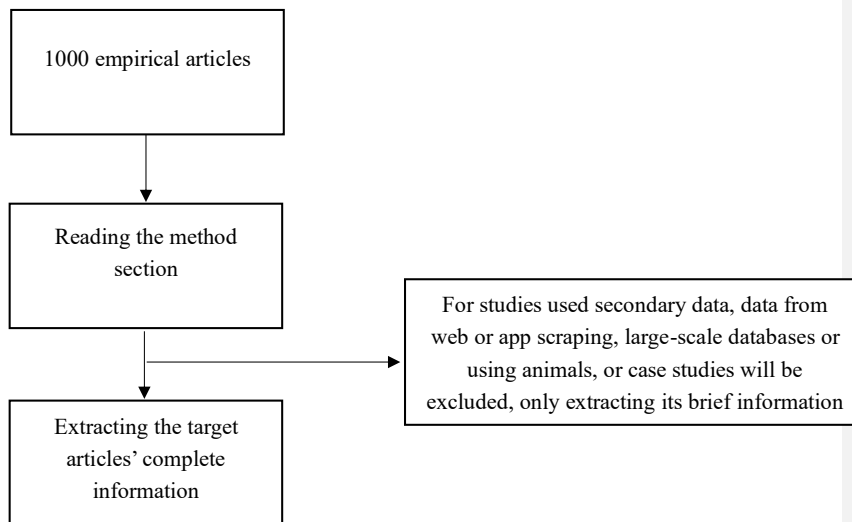 1000 empirical articles
Reading the method
section
For studies used secondary data, data from
web or app scraping, large-scale databases or
using animals, or case studies will be
excluded, only extracting its brief information
Extracting the target
articles’ complete
information